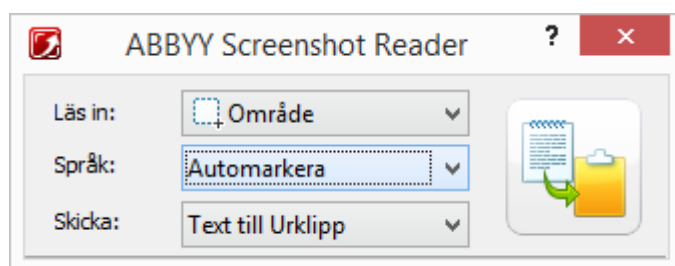 ABBYY Screenshot Reader ? ×
Läs in: Område
Språk: Automarkera
Skicka: Text till Urklipp